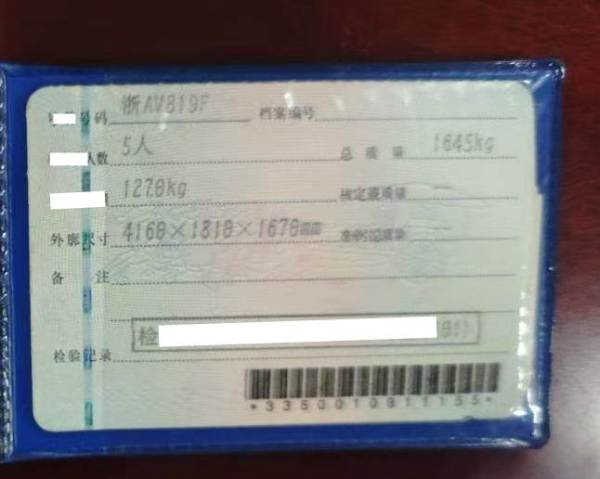 号码 浙AV819F 档案编号
人数 5人 总质量 1645kg
1270kg 核定载质量 —
外廓尺寸 4160×1810×1670mm 准牵引总质量 —
备注
检
检验记录
*3350010811155*